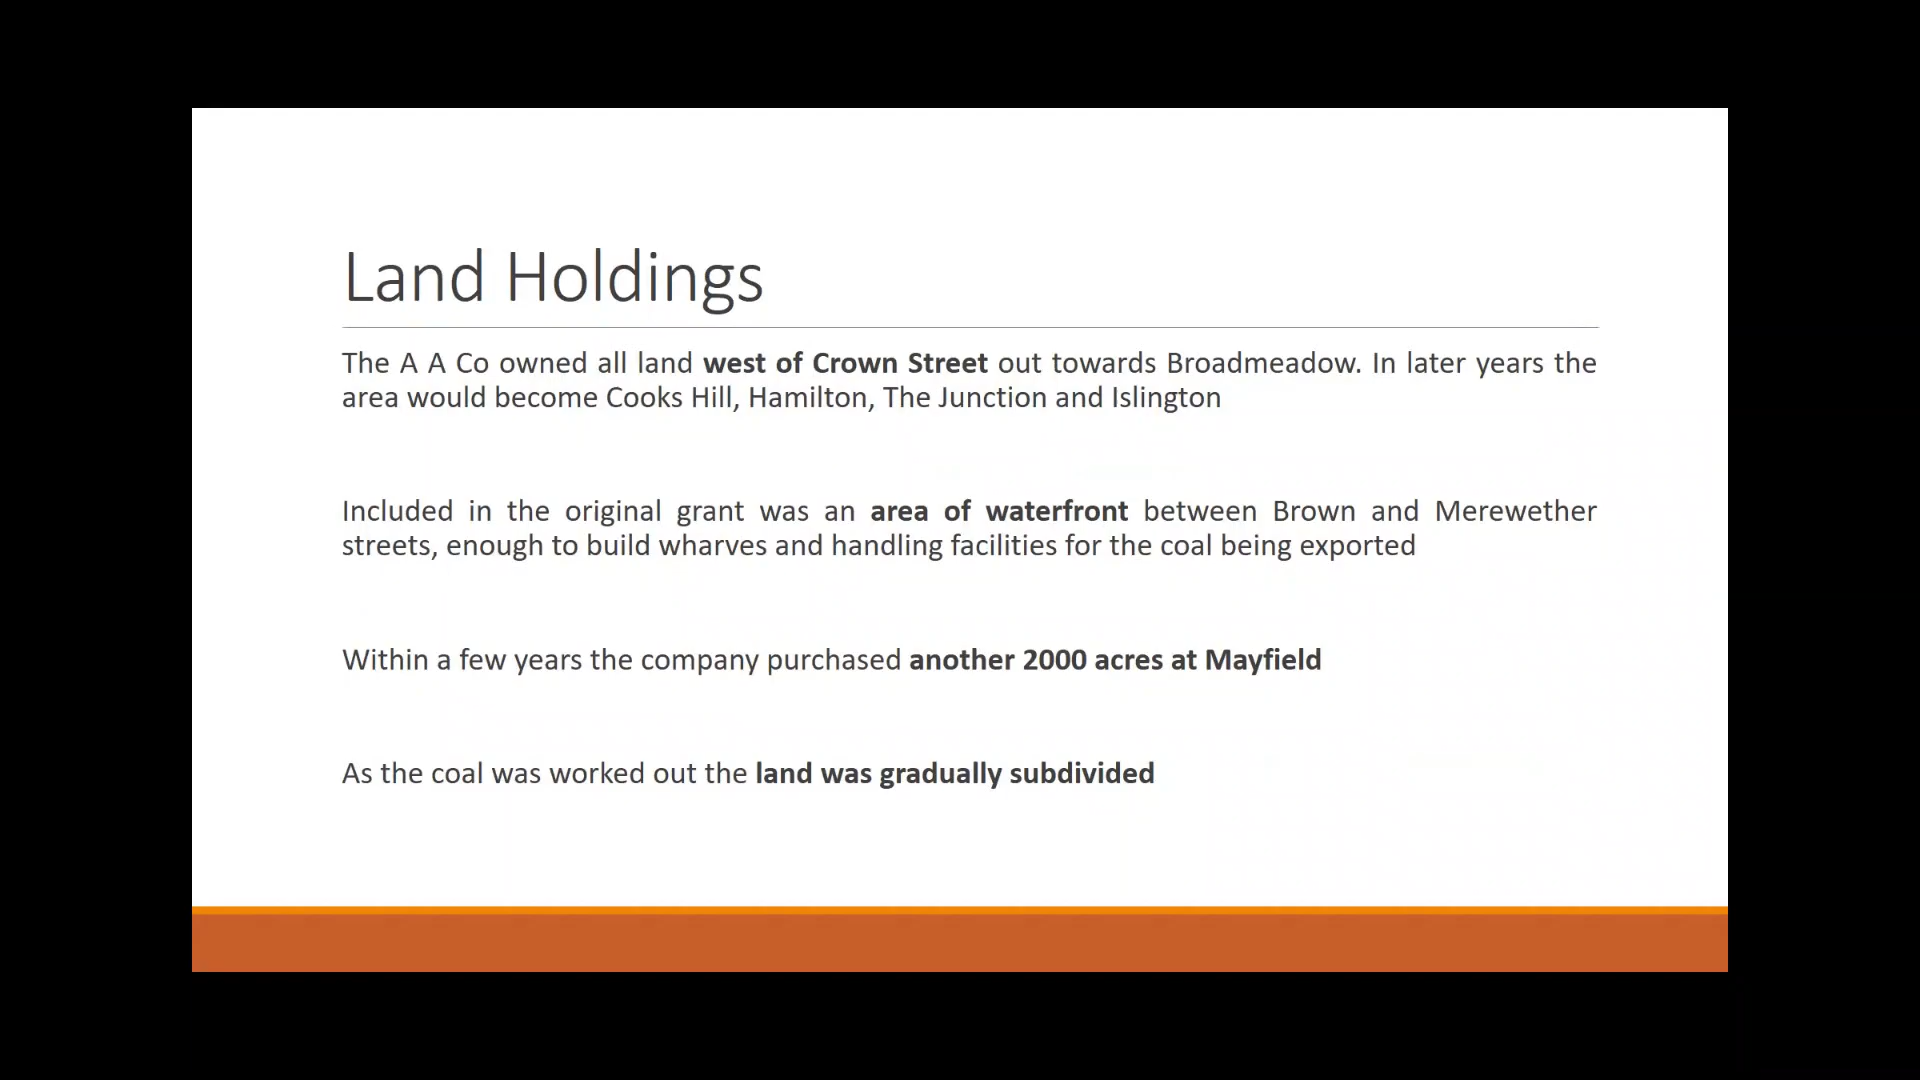 Land Holdings
The A A Co owned all land west of Crown Street out towards Broadmeadow. In later years the
area would become Cooks Hill, Hamilton, The Junction and Islington
Included in the original grant was an area of waterfront between Brown and Merewether
streets, enough to build wharves and handling facilities for the coal being exported
Within a few years the company purchased another 2000 acres at Mayfield
As the coal was worked out the land was gradually subdivided